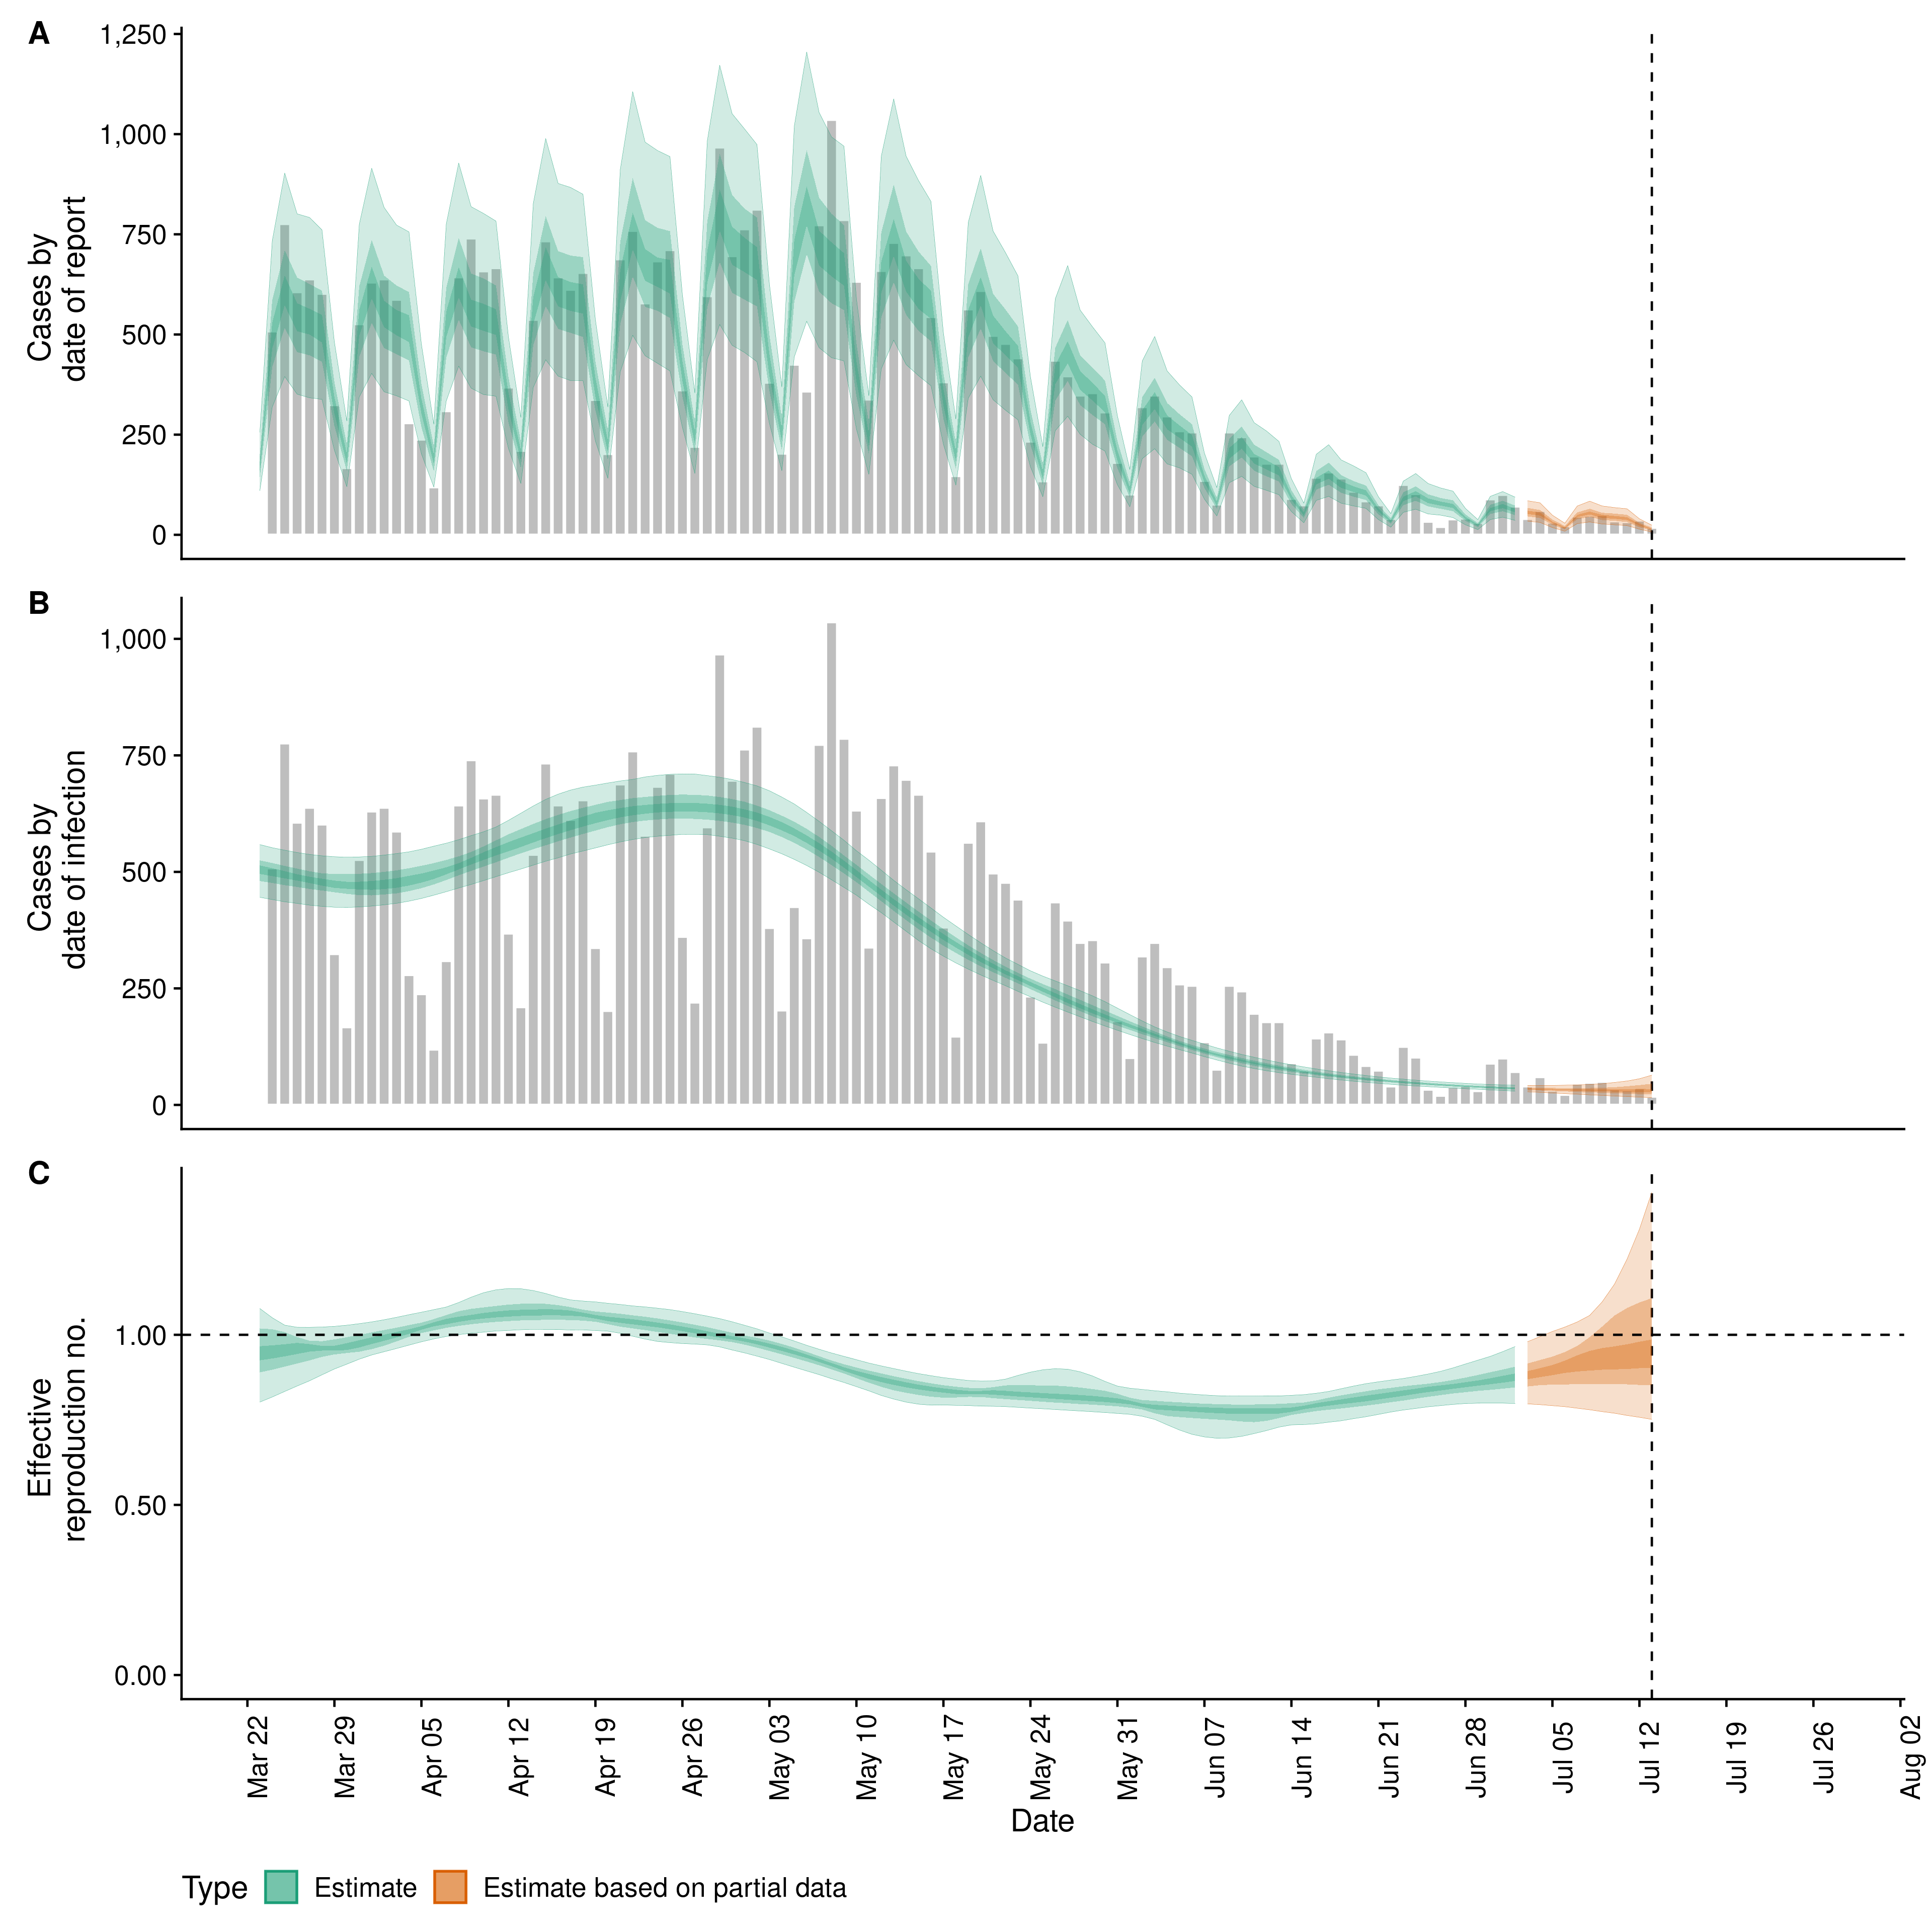 A
1,250
1,000
750
500
250
0
Cases by
date of report
B
1,000
750
500
250
0
Cases by
date of infection
C
1.00
0.50
0.00
Effective
reproduction no.
Mar 22
Mar 29
Apr 05
Apr 12
Apr 19
Apr 26
May 03
May 10
May 17
May 24
May 31
Jun 07
Jun 14
Jun 21
Jun 28
Jul 05
Jul 12
Jul 19
Jul 26
Aug 02
Date
Type Estimate Estimate based on partial data